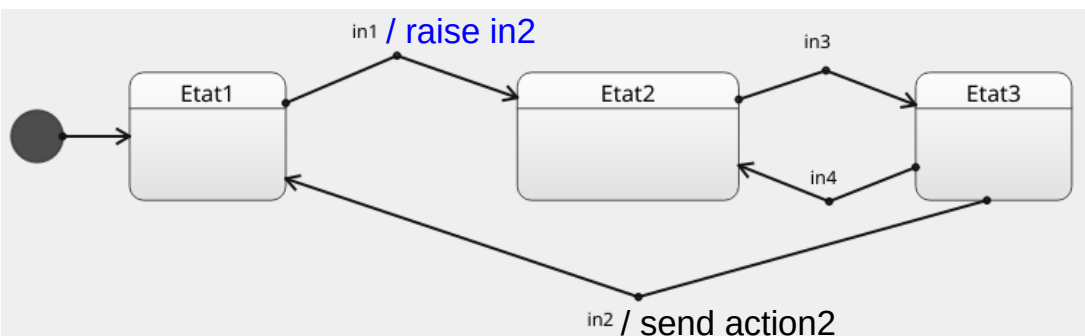 in1 / raise in2
in3
Etat1
Etat2
Etat3
in4
in2 / send action2